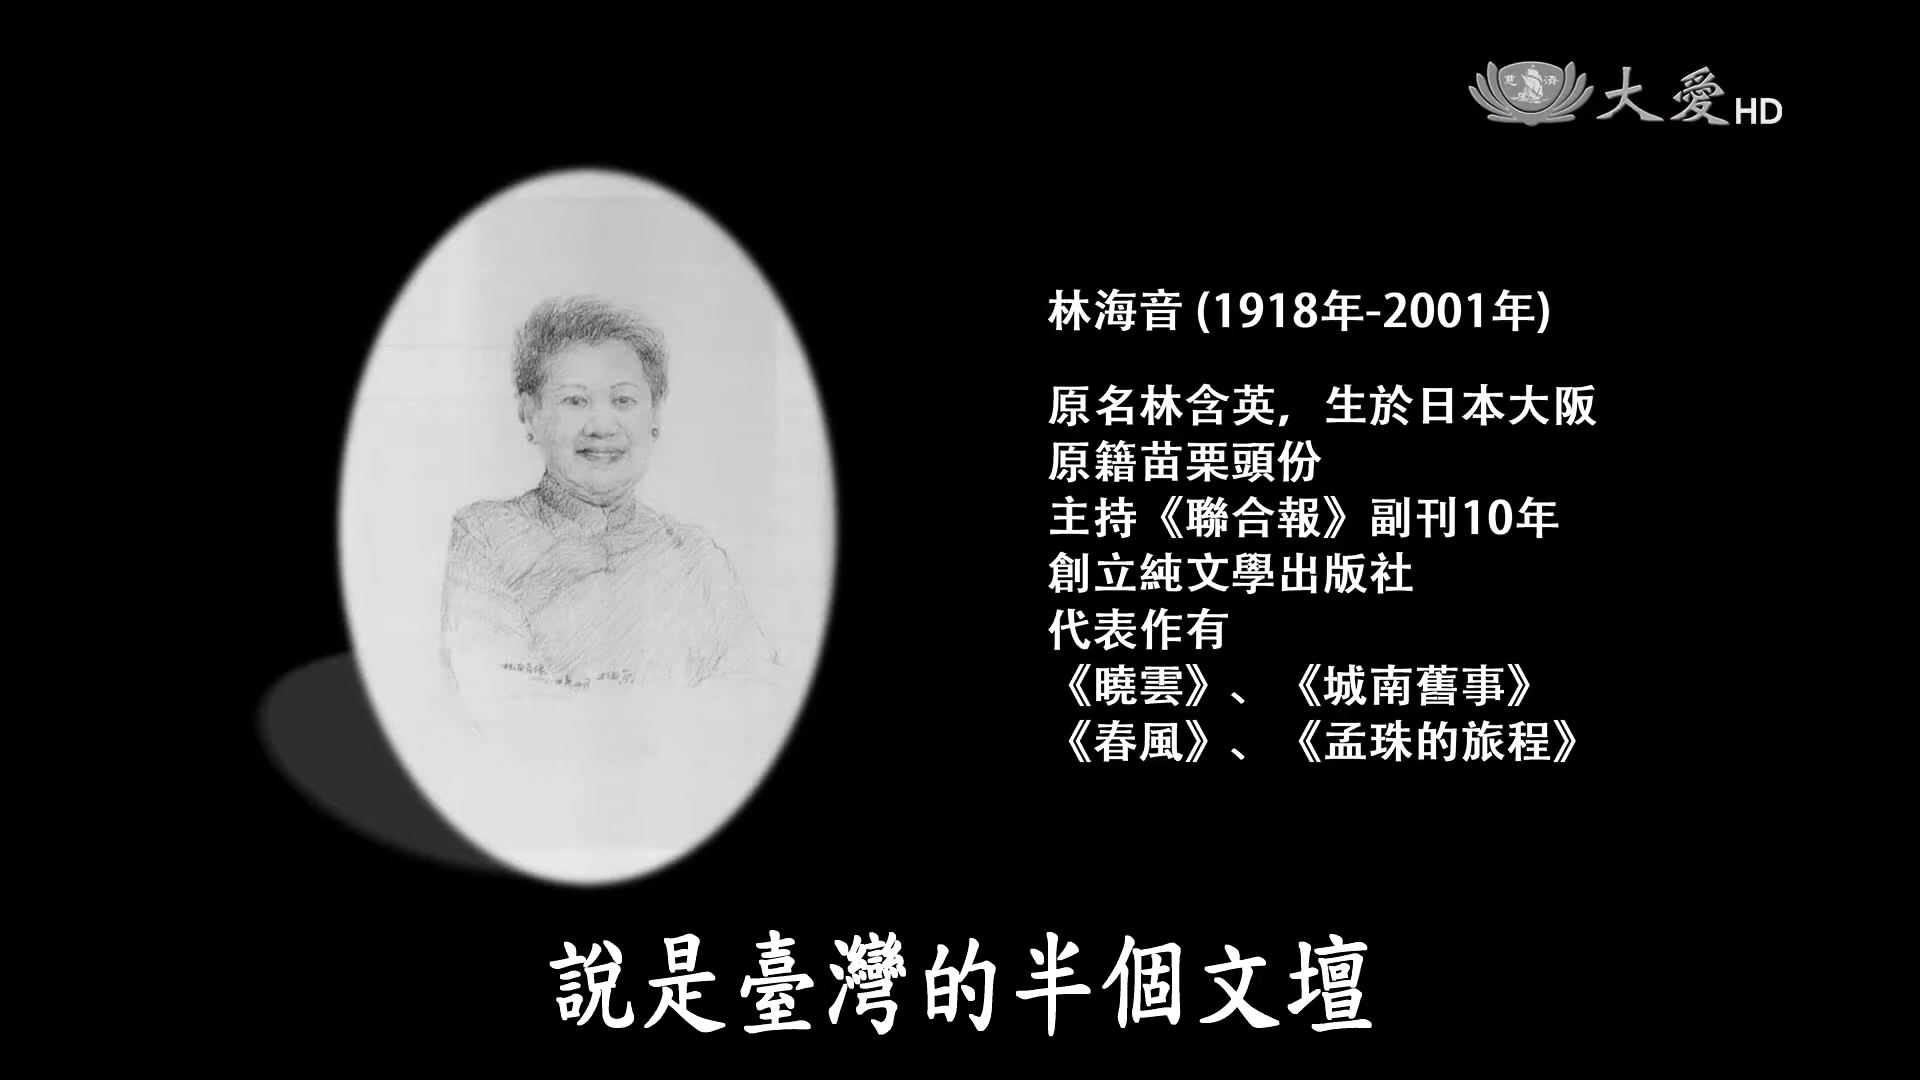 慈濟
大愛HD
林海音 (1918年-2001年)
原名林含英，生於日本大阪
原籍苗栗頭份
主持《聯合報》副刊10年
創立純文學出版社
代表作有
《曉雲》、《城南舊事》
《春風》、《孟珠的旅程》
說是臺灣的半個文壇